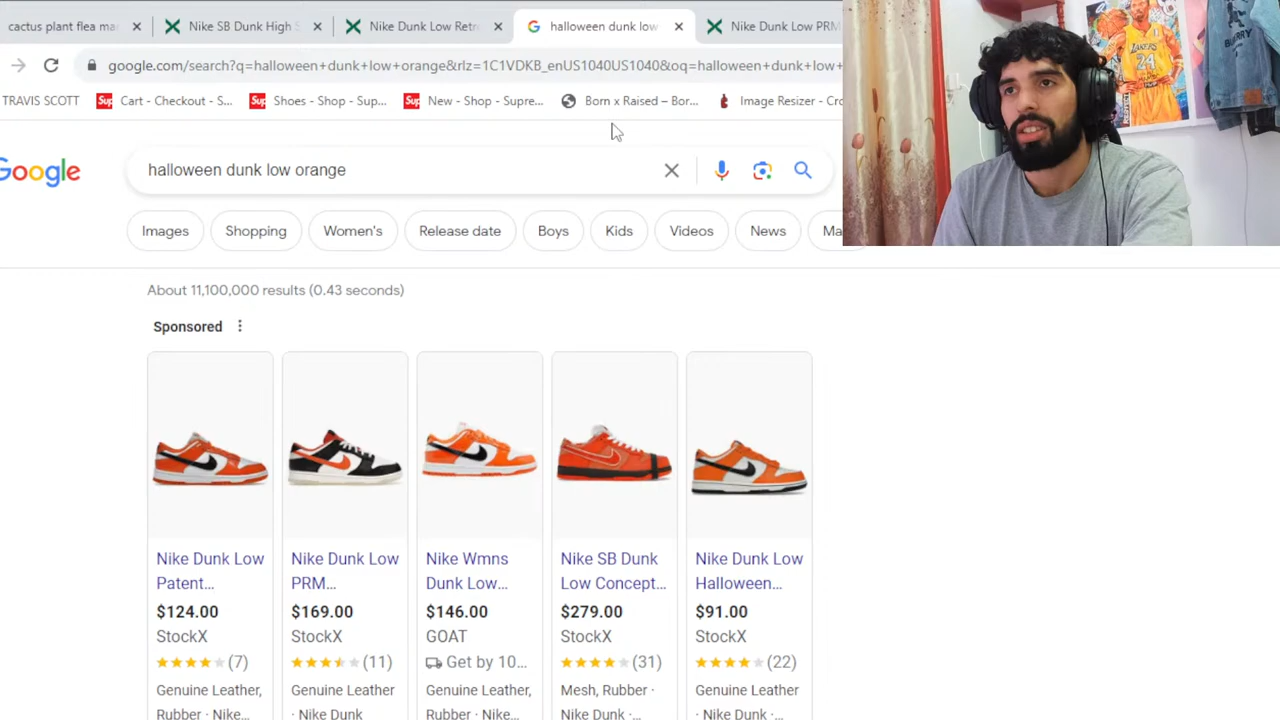 cactus plant flea mar
Nike SB Dunk High S
Nike Dunk Low Retr
halloween dunk low
Nike Dunk Low PRM
google.com/search?q=halloween+dunk+low+orange&rlz=1C1VDKB_enUS1040US1040&oq=halloween+dunk+low+
TRAVIS SCOTT
Sup
Cart - Checkout - S...
Sup
Shoes - Shop - Sup...
Sup
New - Shop - Supre...
Born x Raised – Bor...
Image Resizer - Cro
LAKERS
24
Google
halloween dunk low orange
Images
Shopping
Women's
Release date
Boys
Kids
Videos
News
Ma
About 11,100,000 results (0.43 seconds)
Sponsored
Nike Dunk Low
Patent...
$124.00
StockX
(7)
Genuine Leather,
Rubber · Nike...
Nike Dunk Low
PRM...
$169.00
StockX
(11)
Genuine Leather
· Nike Dunk
Nike Wmns
Dunk Low...
$146.00
GOAT
Get by 10...
Genuine Leather,
Rubber · Nike...
Nike SB Dunk
Low Concept...
$279.00
StockX
(31)
Mesh, Rubber ·
Nike Dunk ·...
Nike Dunk Low
Halloween...
$91.00
StockX
(22)
Genuine Leather
· Nike Dunk ·...